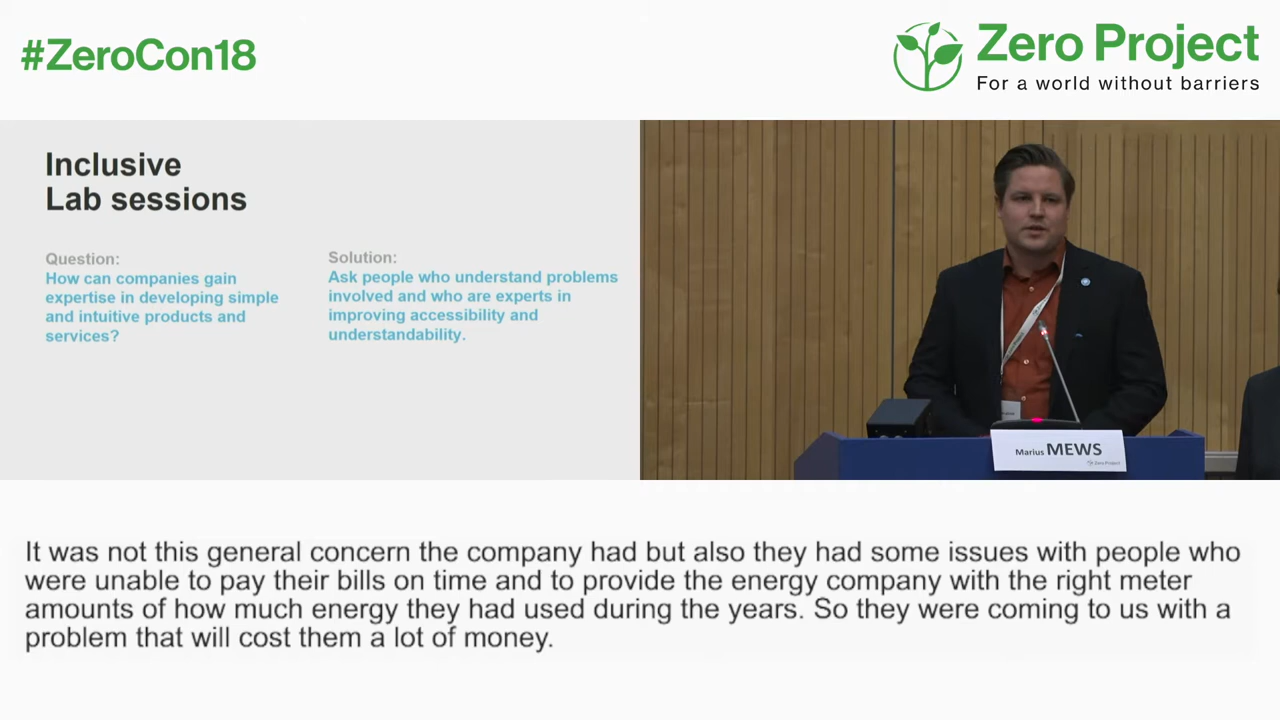 #ZeroCon18
Zero Project
For a world without barriers
Inclusive
Lab sessions
Question:
How can companies gain
expertise in developing simple
and intuitive products and
services?
Solution:
Ask people who understand problems
involved and who are experts in
improving accessibility and
understandability.
Marius MEWS
Zero Project
It was not this general concern the company had but also they had some issues with people who
were unable to pay their bills on time and to provide the energy company with the right meter
amounts of how much energy they had used during the years. So they were coming to us with a
problem that will cost them a lot of money.